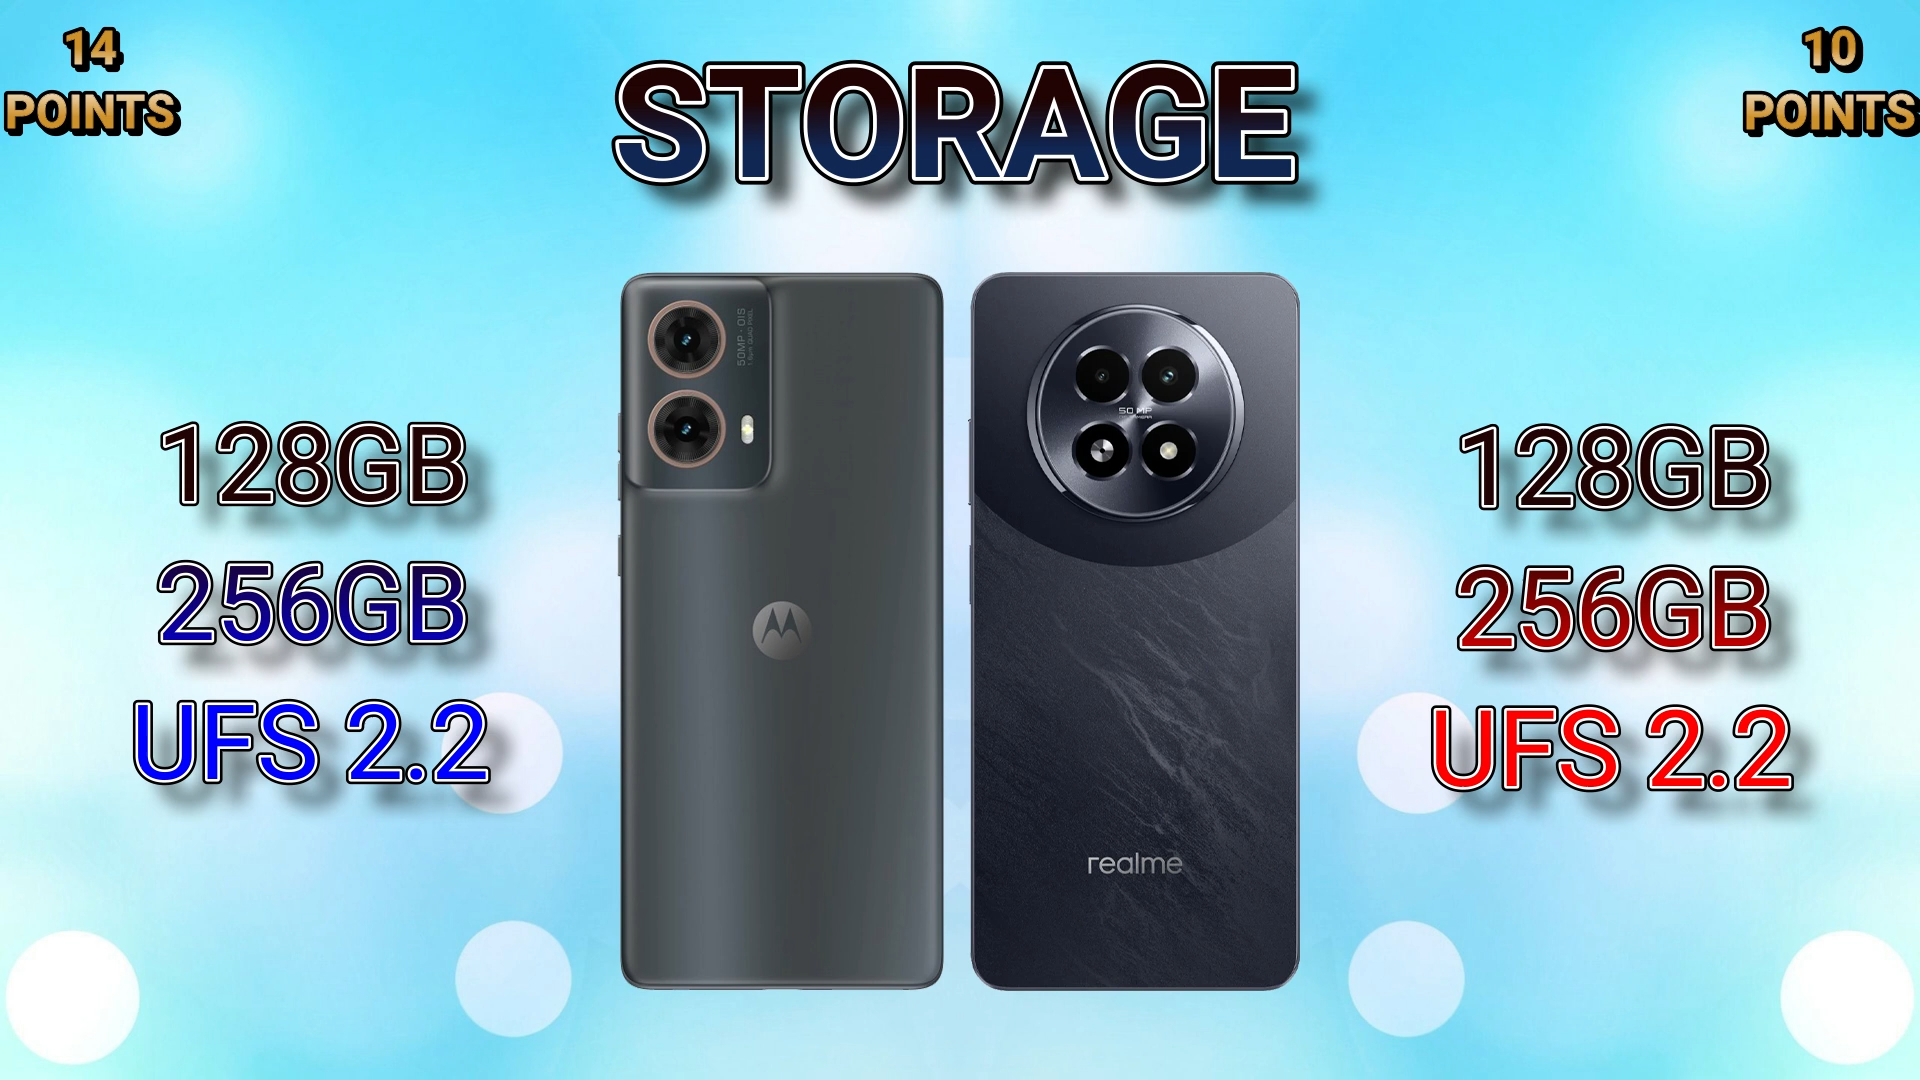 14
POINTS
STORAGE
10
POINTS
50MP - OIS
128GB
256GB
UFS 2.2
50 MP
realme
128GB
256GB
UFS 2.2